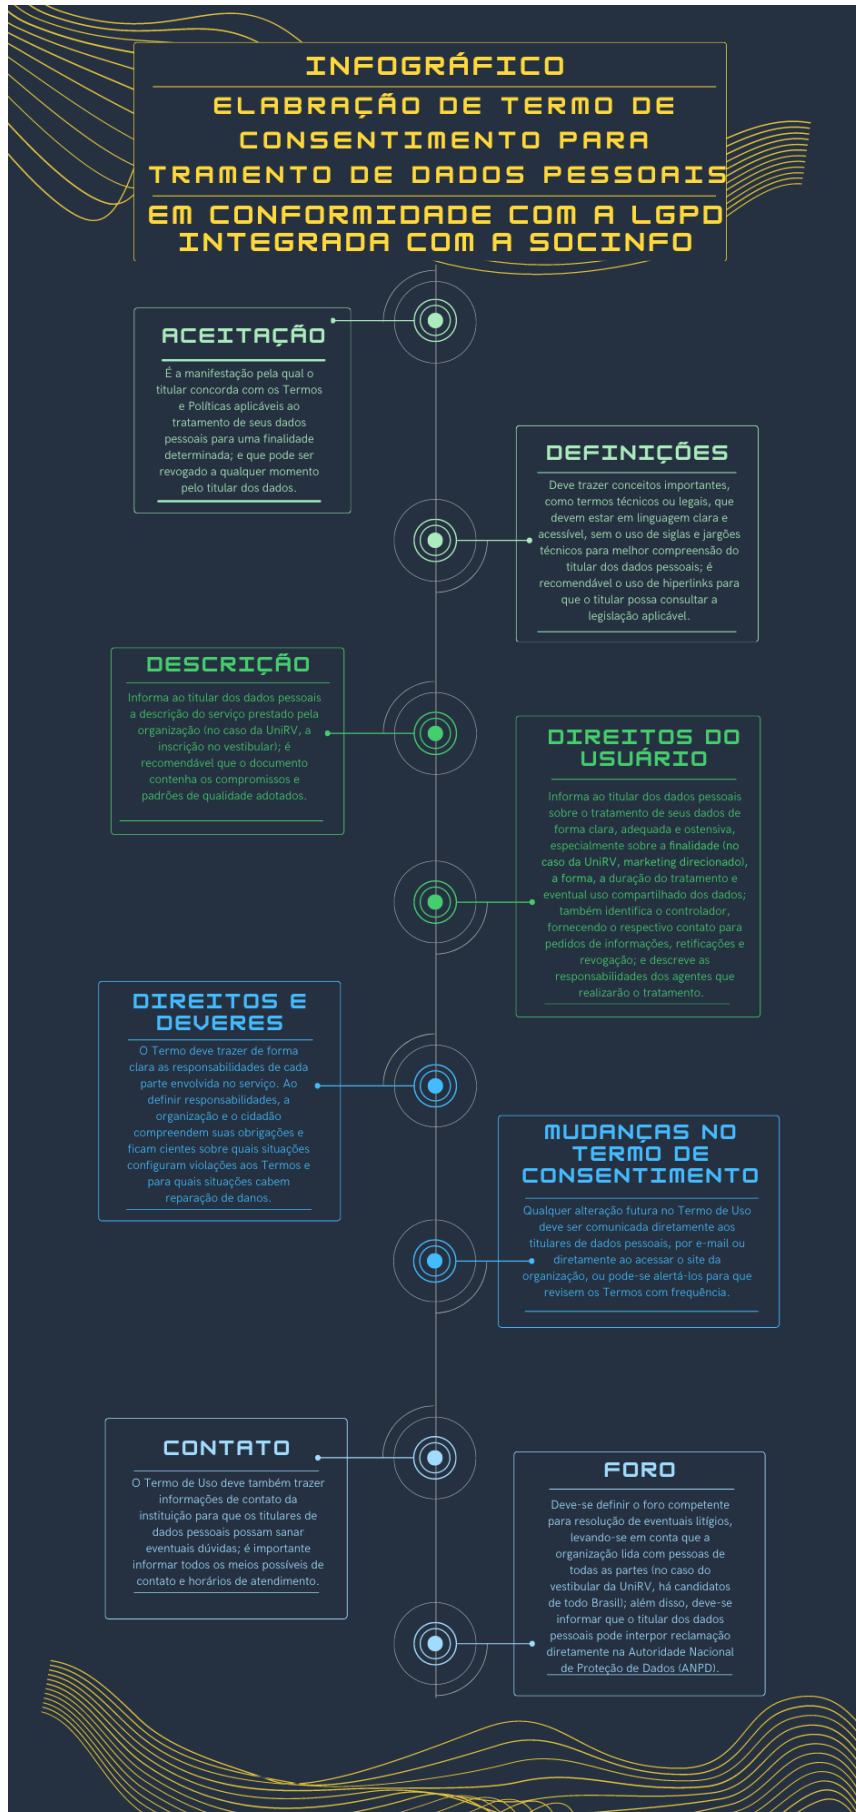 INFOGRÁFICO
ELABRAÇÃO DE TERMO DE
CONSENTIMENTO PARA
TRAMENTO DE DADOS PESSOAIS
EM CONFORMIDADE COM A LGPD
INTEGRADA COM A SOCINFO
ACEITAÇÃO
É a manifestação pela qual o
titular concorda com os Termos
e Políticas aplicáveis ao
tratamento de seus dados
pessoais para uma finalidade
determinada; e que pode ser
revogado a qualquer momento
pelo titular dos dados.
DEFINIÇÕES
Deve trazer conceitos importantes,
como termos técnicos ou legais, que
devem estar em linguagem clara e
acessível, sem o uso de siglas e jargões
técnicos para melhor compreensão do
titular dos dados pessoais; é
recomendável o uso de hiperlinks para
que o titular possa consultar a
legislação aplicável.
DESCRIÇÃO
Informa ao titular dos dados pessoais
a descrição do serviço prestado pela
organização (no caso da UniRV, a
inscrição no vestibular); é
recomendável que o documento
contenha os compromissos e
padrões de qualidade adotados.
DIREITOS DO
USUÁRIO
Informa ao titular dos dados pessoais
sobre o tratamento de seus dados de
forma clara, adequada e ostensiva,
especialmente sobre a finalidade (no
caso da UniRV, marketing direcionado),
a forma, a duração do tratamento e
eventual uso compartilhado dos dados;
também identifica o controlador,
fornecendo o respectivo contato para
pedidos de informações, retificações e
revogação; e descreve as
responsabilidades dos agentes que
realizarão o tratamento.
DIREITOS E
DEVERES
O Termo deve trazer de forma
clara as responsabilidades de cada
parte envolvida no serviço. Ao
definir responsabilidades, a
organização e o cidadão
compreendem suas obrigações e
ficam cientes sobre quais situações
configuram violações aos Termos e
para quais situações cabem
reparação de danos.
MUDANÇAS NO
TERMO DE
CONSENTIMENTO
Qualquer alteração futura no Termo de Uso
deve ser comunicada diretamente aos
titulares de dados pessoais, por e-mail ou
diretamente ao acessar o site da
organização, ou pode-se alertá-los para que
revisem os Termos com frequência.
CONTATO
O Termo de Uso deve também trazer
informações de contato da
instituição para que os titulares de
dados pessoais possam sanar
eventuais dúvidas; é importante
informar todos os meios possíveis de
contato e horários de atendimento.
FORO
Deve-se definir o foro competente
para resolução de eventuais litígios,
levando-se em conta que a
organização lida com pessoas de
todas as partes (no caso do
vestibular da UniRV, há candidatos
de todo Brasil); além disso, deve-se
informar que o titular dos dados
pessoais pode interpor reclamação
diretamente na Autoridade Nacional
de Proteção de Dados (ANPD).